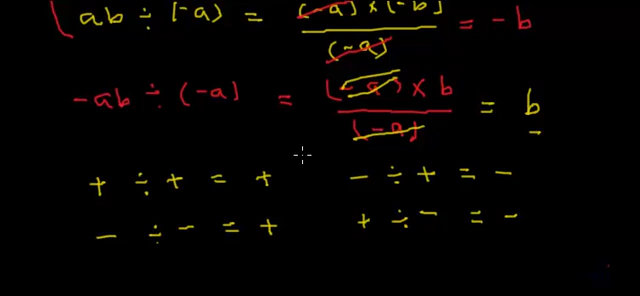 ab ÷ (-a) = (-a) × (-b) / (-a) = - b
-ab ÷ (-a) = (-a) × b / (-a) = b
+ ÷ + = +    - ÷ + = -
- ÷ - = +    + ÷ - = -